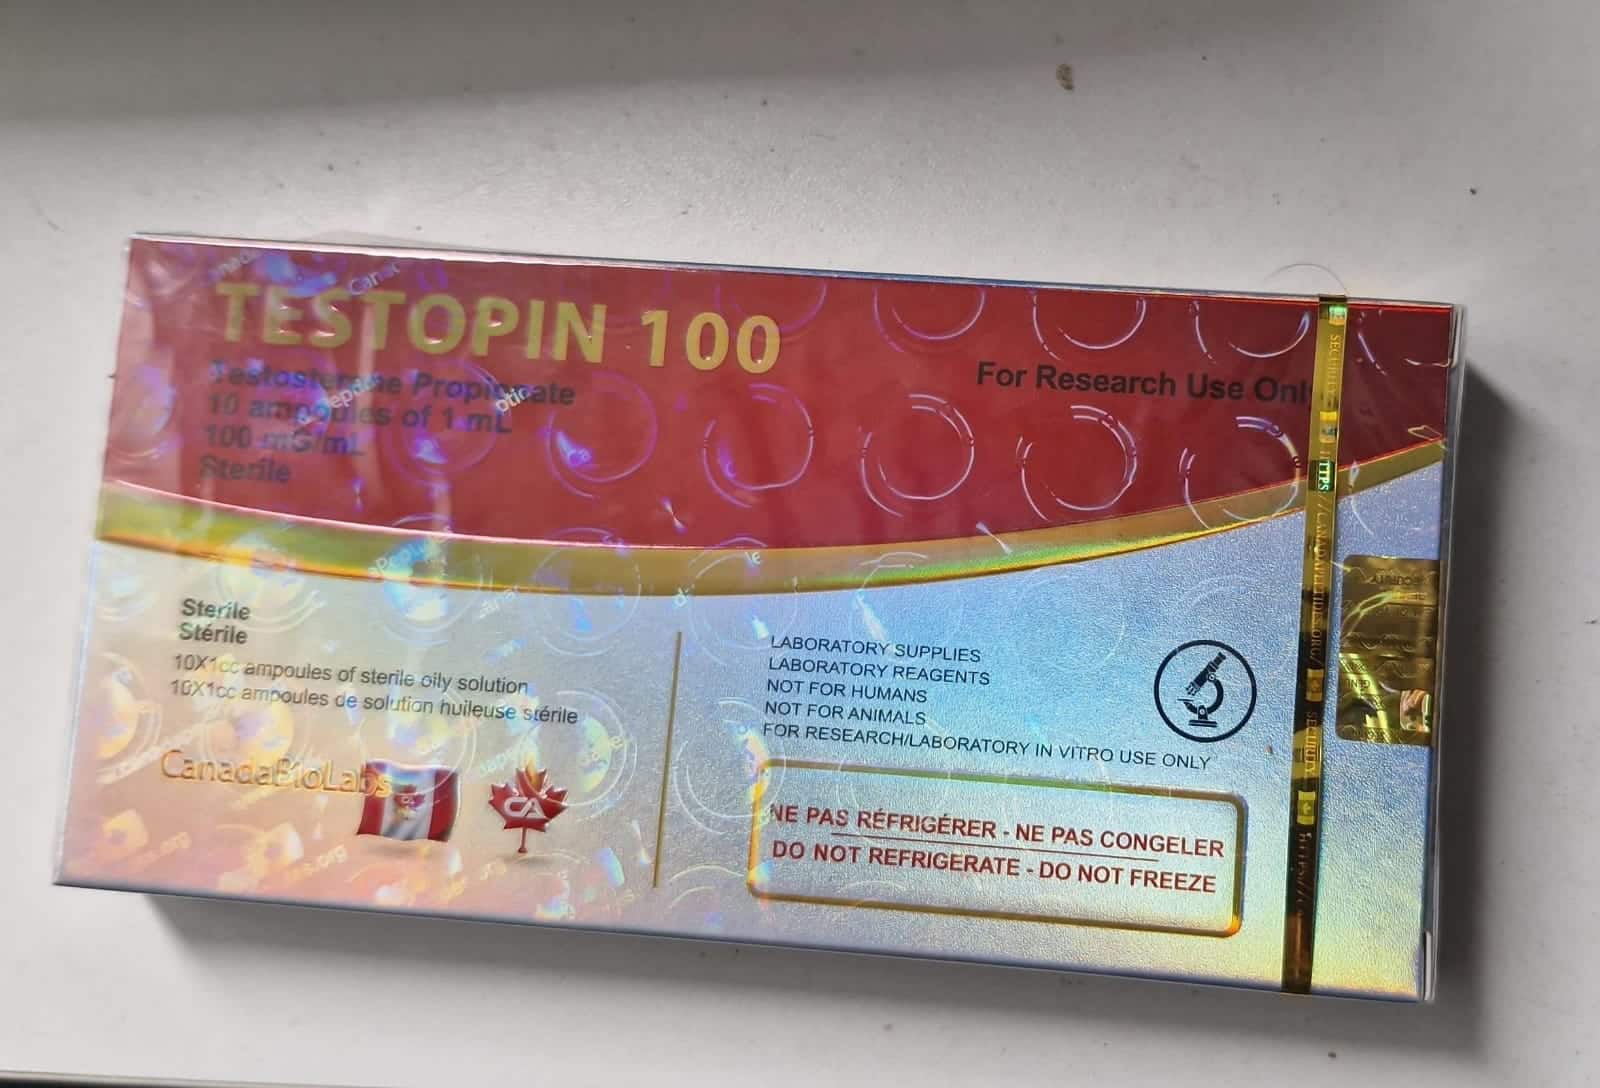 TESTOPIN 100
Testosterone Propionate
10 ampoules of 1 mL
100 mG/mL
Sterile
For Research Use Onl
Sterile
Stérile
10X1cc ampoules of sterile oily solution
10X1cc ampoules de solution huileuse stérile
CanadaBioLabs
CA
LABORATORY SUPPLIES
LABORATORY REAGENTS
NOT FOR HUMANS
NOT FOR ANIMALS
FOR RESEARCH/LABORATORY IN VITRO USE ONLY
NE PAS RÉFRIGÉRER - NE PAS CONGELER
DO NOT REFRIGERATE - DO NOT FREEZE
SECURITY